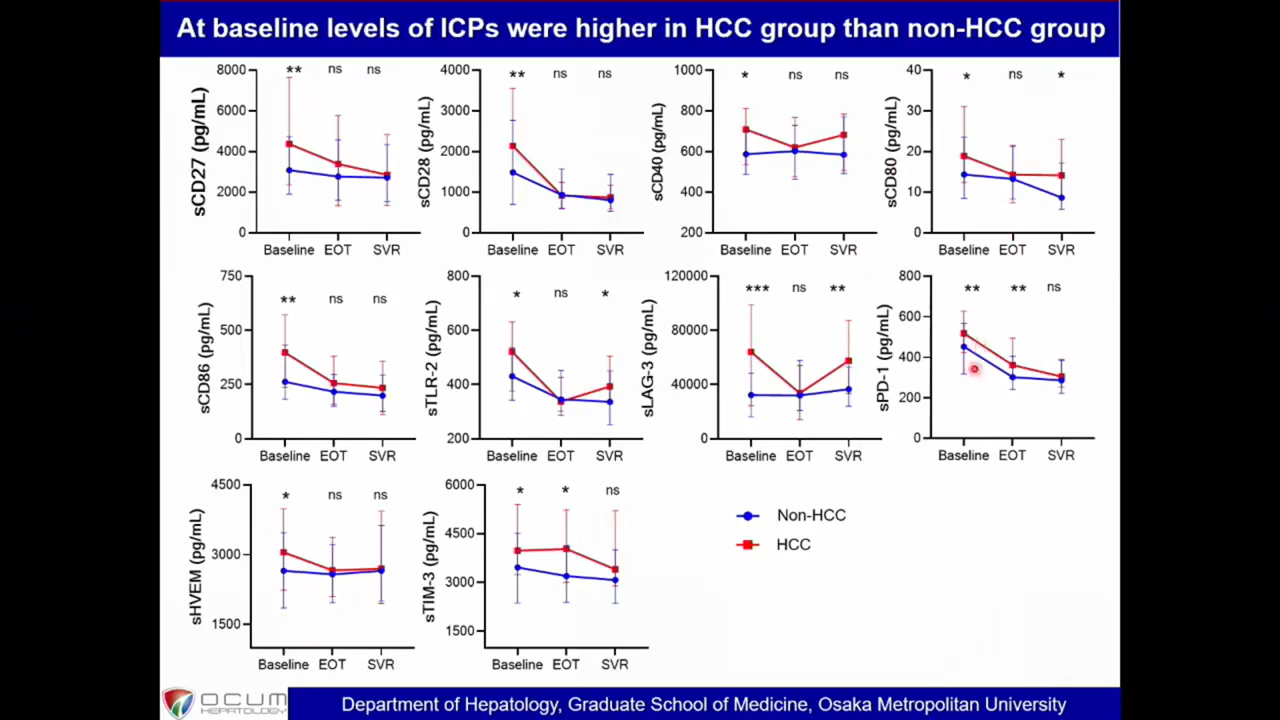 At baseline levels of ICPs were higher in HCC group than non-HCC group
sCD27 (pg/mL)
8000
6000
4000
2000
0
** ns ns
Baseline EOT SVR
sCD28 (pg/mL)
4000
3000
2000
1000
0
** ns ns
Baseline EOT SVR
sCD40 (pg/mL)
1000
800
600
400
200
* ns ns
Baseline EOT SVR
sCD80 (pg/mL)
40
30
20
10
0
* ns *
Baseline EOT SVR
sCD86 (pg/mL)
750
500
250
0
** ns ns
Baseline EOT SVR
sTLR-2 (pg/mL)
800
600
400
200
* ns *
Baseline EOT SVR
sLAG-3 (pg/mL)
120000
80000
40000
0
*** ns **
Baseline EOT SVR
sPD-1 (pg/mL)
800
600
400
200
0
** ** ns
Baseline EOT SVR
sHVEM (pg/mL)
4500
3000
1500
* ns ns
Baseline EOT SVR
sTIM-3 (pg/mL)
6000
4500
3000
1500
* * ns
Baseline EOT SVR
Non-HCC
HCC
OCUM
HEPATOLOGY
Department of Hepatology, Graduate School of Medicine, Osaka Metropolitan University